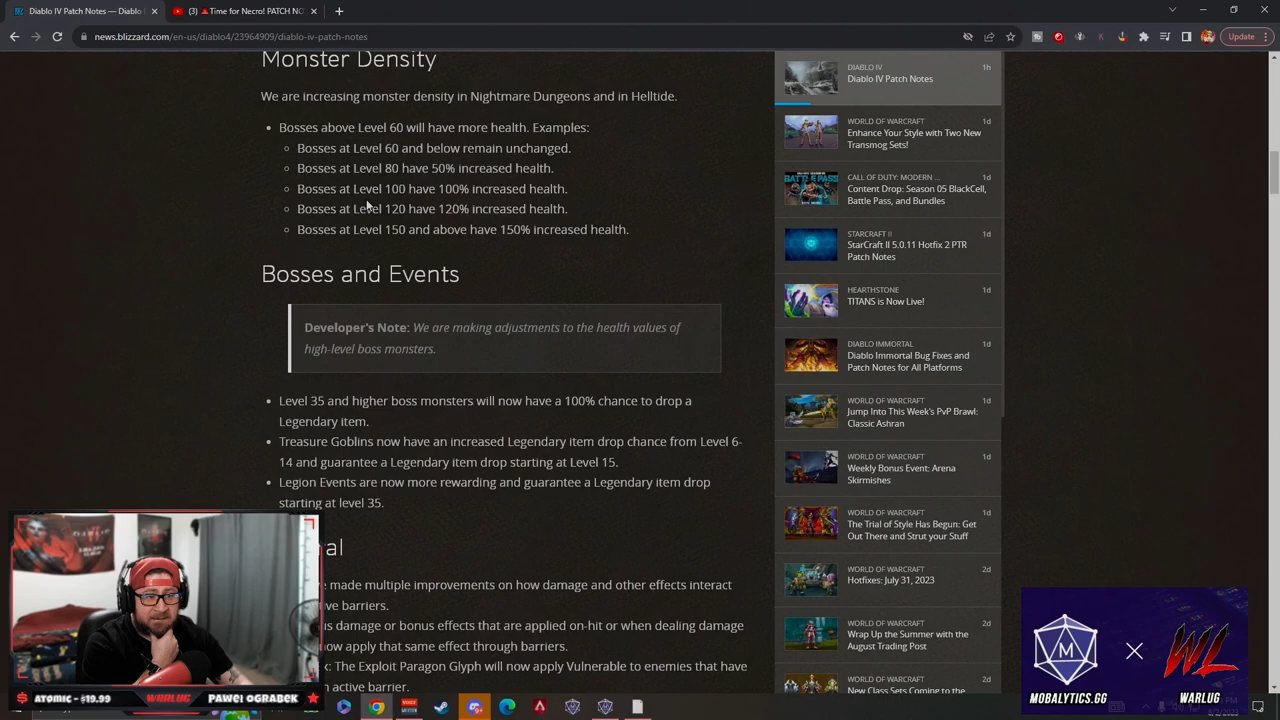 Diablo IV Patch Notes — Diablo
Time for Necro! PATCH NO
news.blizzard.com/en-us/diablo4/23964909/diablo-iv-patch-notes
Update
Monster Density
We are increasing monster density in Nightmare Dungeons and in Helltide.
Bosses above Level 60 will have more health. Examples:
Bosses at Level 60 and below remain unchanged.
Bosses at Level 80 have 50% increased health.
Bosses at Level 100 have 100% increased health.
Bosses at Level 120 have 120% increased health.
Bosses at Level 150 and above have 150% increased health.
Bosses and Events
Developer's Note: We are making adjustments to the health values of
high-level boss monsters.
Level 35 and higher boss monsters will now have a 100% chance to drop a
Legendary item.
Treasure Goblins now have an increased Legendary item drop chance from Level 6-
14 and guarantee a Legendary item drop starting at Level 15.
Legion Events are now more rewarding and guarantee a Legendary item drop
starting at level 35.
al
made multiple improvements on how damage and other effects interact
tive barriers.
us damage or bonus effects that are applied on-hit or when dealing damage
ow apply that same effect through barriers.
Ex: The Exploit Paragon Glyph will now apply Vulnerable to enemies that have
active barrier.
DIABLO IV 1h
Diablo IV Patch Notes
WORLD OF WARCRAFT 1d
Enhance Your Style with Two New
Transmog Sets!
CALL OF DUTY: MODERN ... 1d
Content Drop: Season 05 BlackCell,
Battle Pass, and Bundles
STARCRAFT II 1d
StarCraft II 5.0.11 Hotfix 2 PTR
Patch Notes
HEARTHSTONE 1d
TITANS is Now Live!
DIABLO IMMORTAL 1d
Diablo Immortal Bug Fixes and
Patch Notes for All Platforms
WORLD OF WARCRAFT 1d
Jump Into This Week's PvP Brawl:
Classic Ashran
WORLD OF WARCRAFT 1d
Weekly Bonus Event: Arena
Skirmishes
WORLD OF WARCRAFT 1d
The Trial of Style Has Begun: Get
Out There and Strut your Stuff
WORLD OF WARCRAFT 2d
Hotfixes: July 31, 2023
WORLD OF WARCRAFT 2d
Wrap Up the Summer with the
August Trading Post
WORLD OF WARCRAFT 2d
New Class Sets Coming to the
$ ATOMIC - $19.99 WARLUG PAWEL OGRABEK
M
WL
MOBALYTICS.GG WARLUG